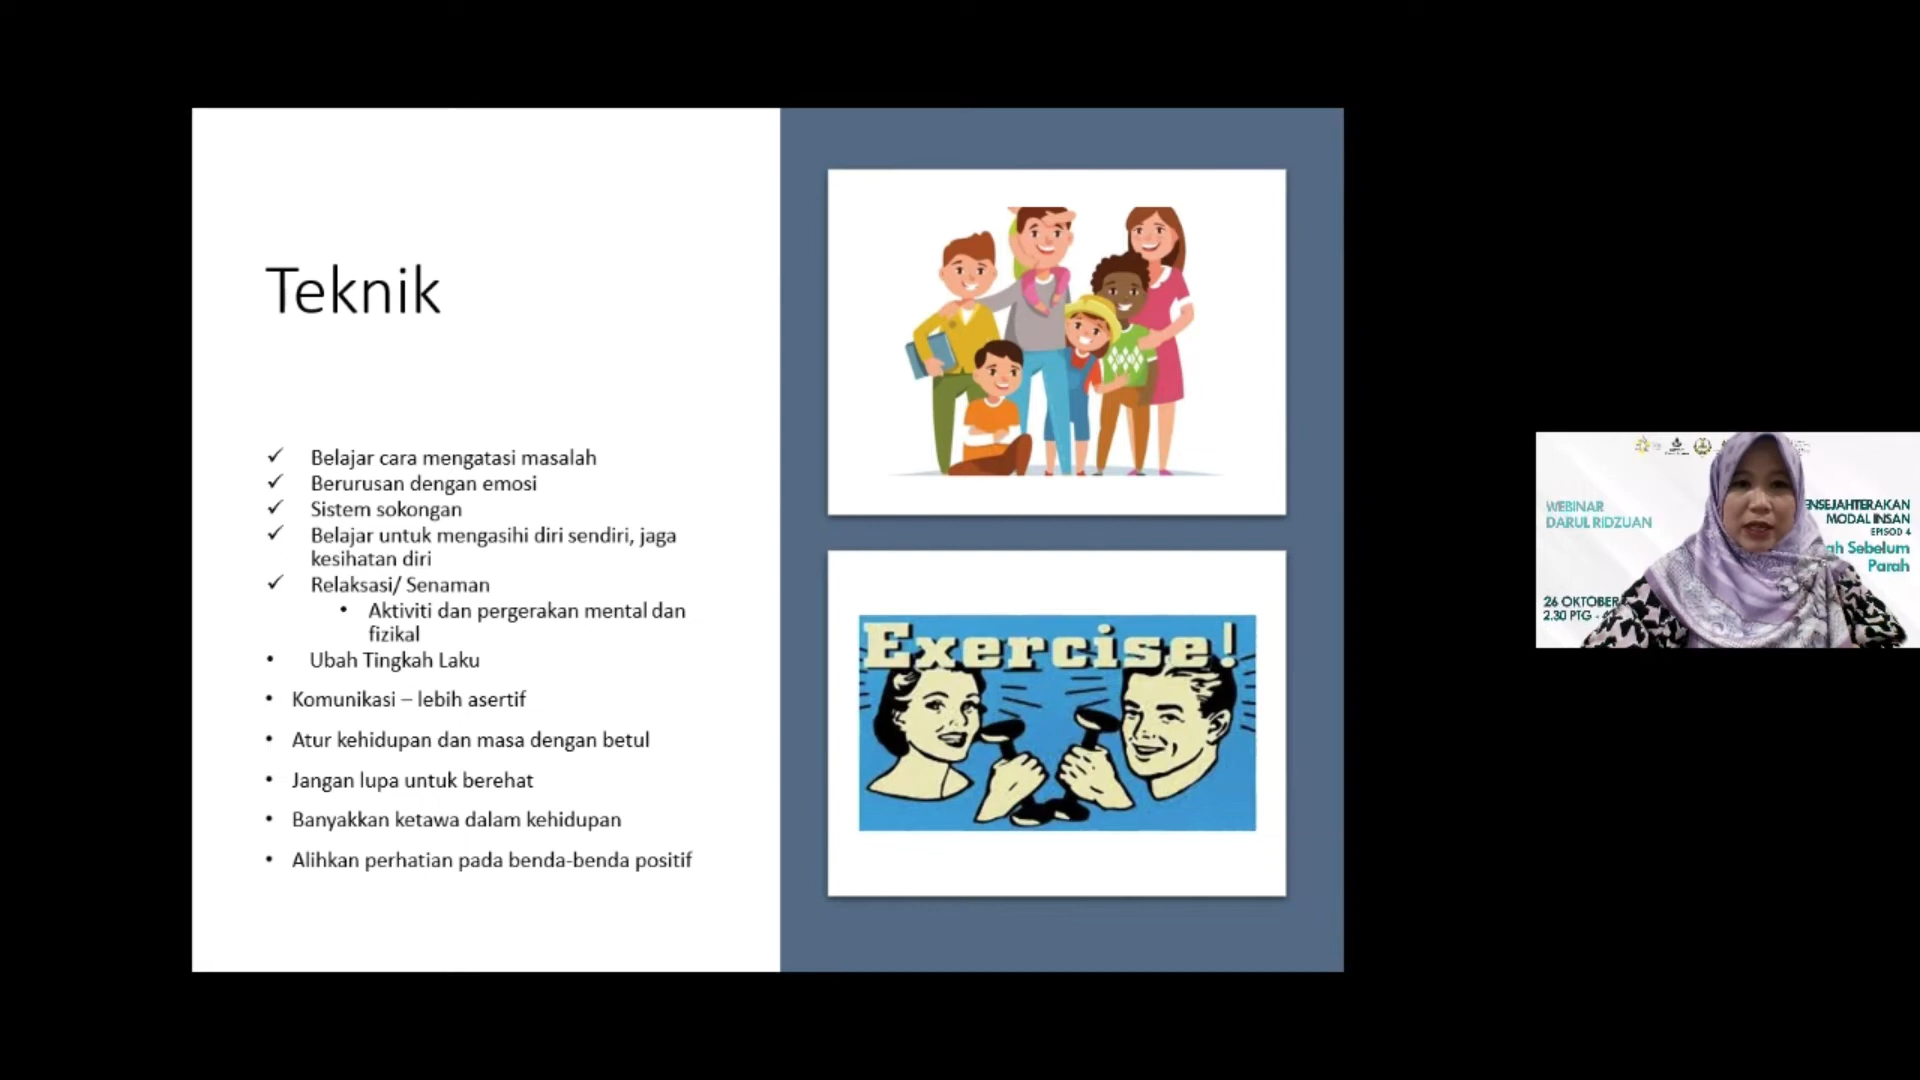 Teknik
✓ Belajar cara mengatasi masalah
✓ Berurusan dengan emosi
✓ Sistem sokongan
✓ Belajar untuk mengasihi diri sendiri, jaga
kesihatan diri
✓ Relaksasi/ Senaman
• Aktiviti dan pergerakan mental dan
fizikal
• Ubah Tingkah Laku
• Komunikasi – lebih asertif
• Atur kehidupan dan masa dengan betul
• Jangan lupa untuk berehat
• Banyakkan ketawa dalam kehidupan
• Alihkan perhatian pada benda-benda positif
Exercise!
WEBINAR
DARUL RIDZUAN
26 OKTOBER
2.30 PTG -
MODAL INSAN
EPISOD 4
Sebelum
Parah